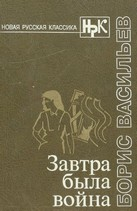 НОВАЯ РУССКАЯ КЛАССИКА
НРК
БОРИС ВАСИЛЬЕВ
Завтра
была
война